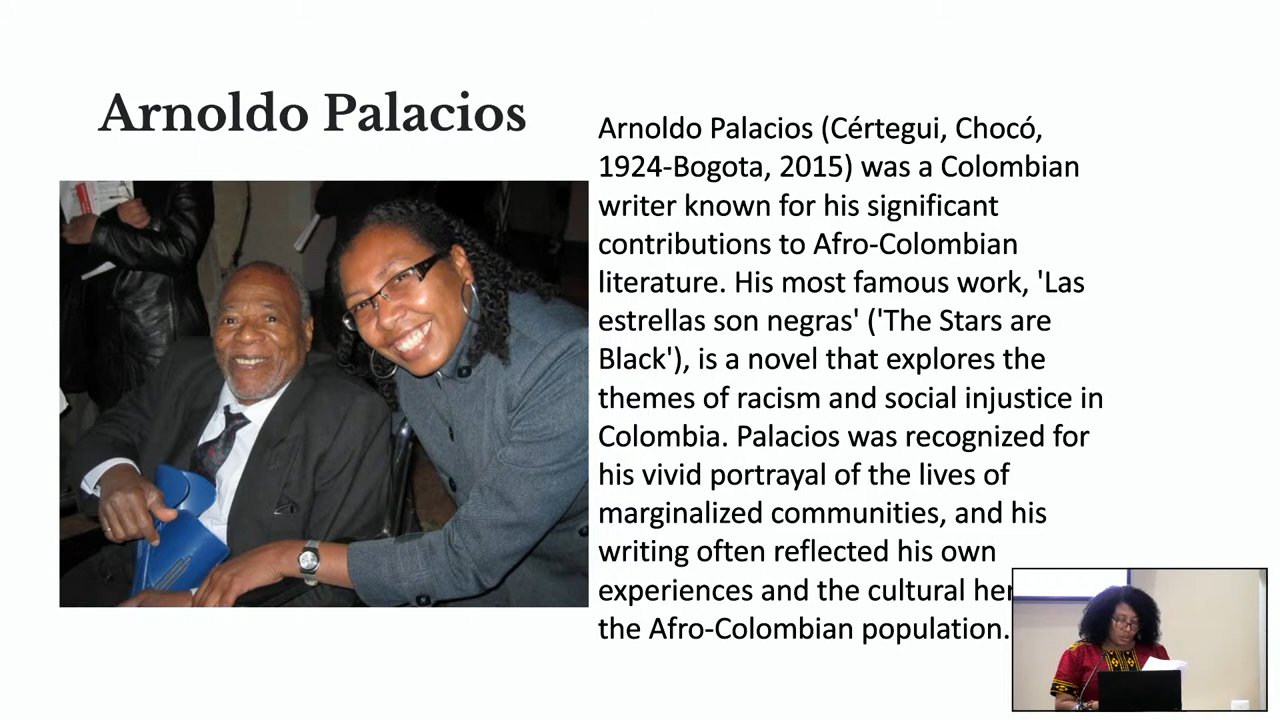 Arnoldo Palacios
Arnoldo Palacios (Cértegui, Chocó,
1924-Bogota, 2015) was a Colombian
writer known for his significant
contributions to Afro-Colombian
literature. His most famous work, 'Las
estrellas son negras' ('The Stars are
Black'), is a novel that explores the
themes of racism and social injustice in
Colombia. Palacios was recognized for
his vivid portrayal of the lives of
marginalized communities, and his
writing often reflected his own
experiences and the cultural
the Afro-Colombian population.